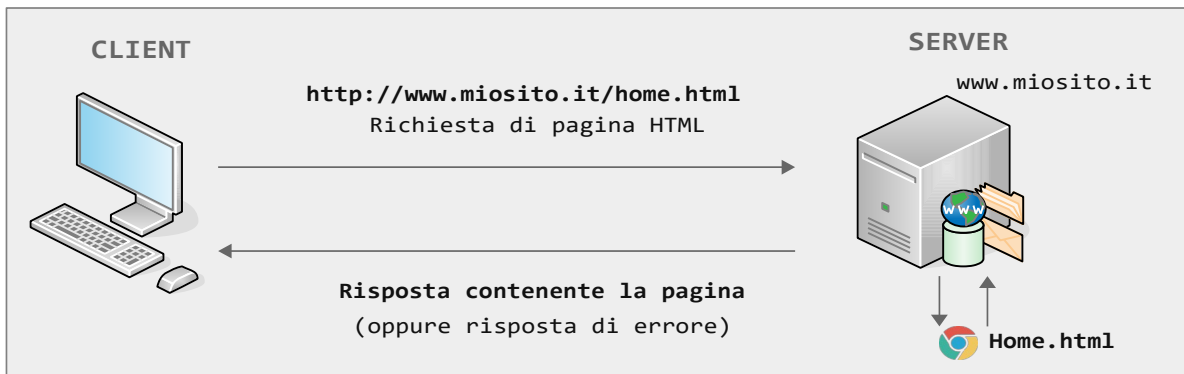 CLIENT
SERVER
www.miosito.it
http://www.miosito.it/home.html
Richiesta di pagina HTML
WWW
Risposta contenente la pagina
(oppure risposta di errore)
Home.html